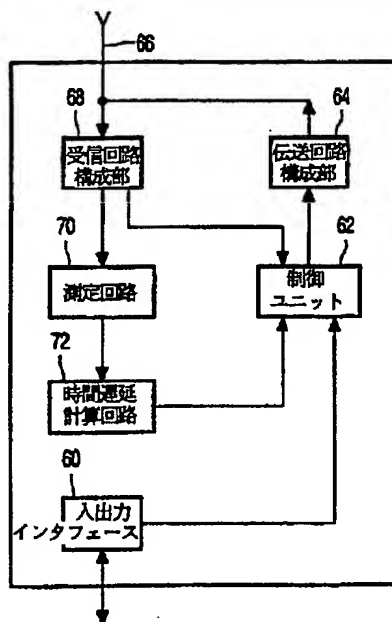 66
68
受信回路
構成部
64
伝送回路
構成部
70
測定回路
62
制御
ユニット
72
時間遅延
計算回路
60
入出力
インタフェース